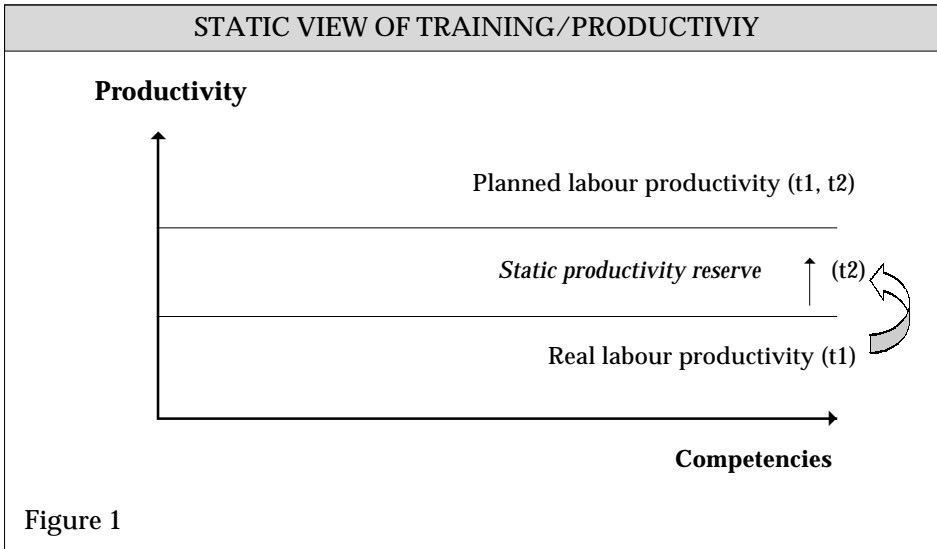 STATIC VIEW OF TRAINING/PRODUCTIVIY
Productivity
Planned labour productivity (t1, t2)
Static productivity reserve (t2)
Real labour productivity (t1)
Competencies
Figure 1